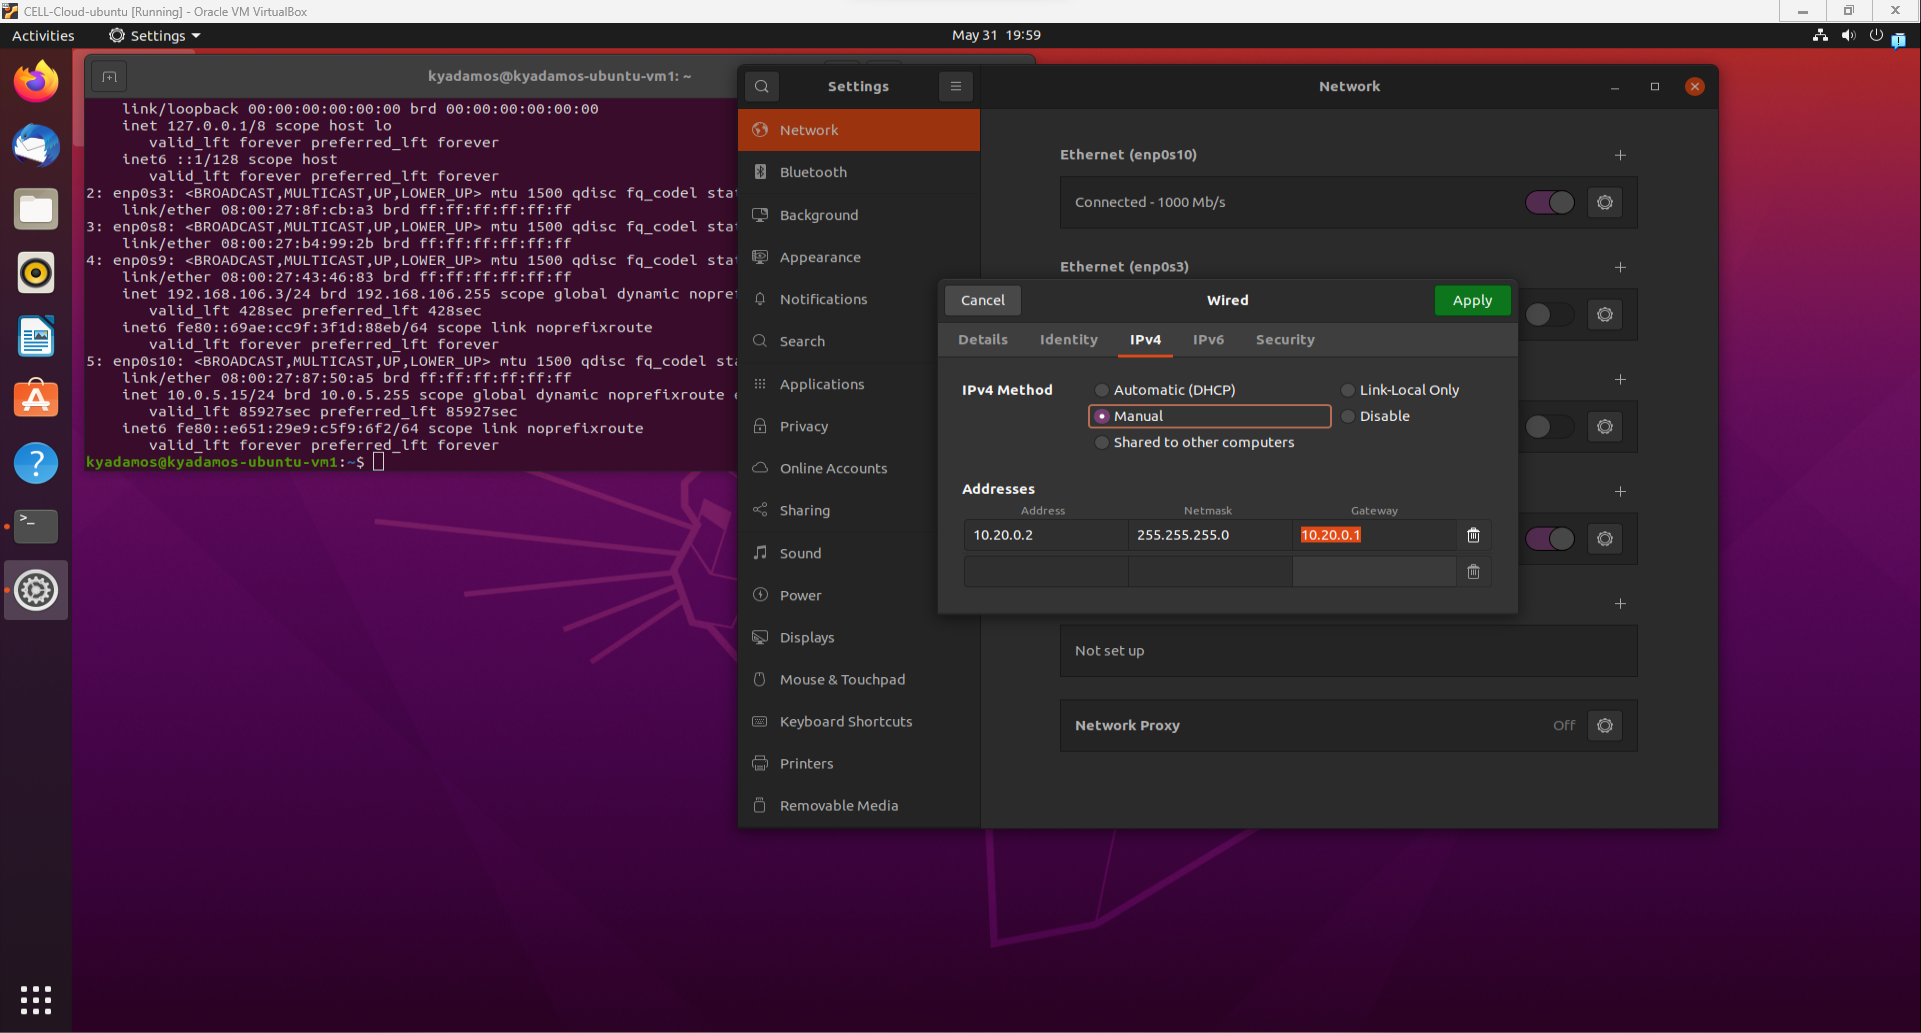 CELL-Cloud-ubuntu [Running] - Oracle VM VirtualBox
Activities
Settings
May 31 19:59
kyadamos@kyadamos-ubuntu-vm1: ~
link/loopback 00:00:00:00:00:00 brd 00:00:00:00:00:00
inet 127.0.0.1/8 scope host lo
valid_lft forever preferred_lft forever
inet6 ::1/128 scope host
valid_lft forever preferred_lft forever
2: enp0s3: <BROADCAST,MULTICAST,UP,LOWER_UP> mtu 1500 qdisc fq_codel sta
link/ether 08:00:27:8f:cb:a3 brd ff:ff:ff:ff:ff:ff
3: enp0s8: <BROADCAST,MULTICAST,UP,LOWER_UP> mtu 1500 qdisc fq_codel sta
link/ether 08:00:27:b4:99:2b brd ff:ff:ff:ff:ff:ff
4: enp0s9: <BROADCAST,MULTICAST,UP,LOWER_UP> mtu 1500 qdisc fq_codel sta
link/ether 08:00:27:43:46:83 brd ff:ff:ff:ff:ff:ff
inet 192.168.106.3/24 brd 192.168.106.255 scope global dynamic nopref
valid_lft 428sec preferred_lft 428sec
inet6 fe80::69ae:cc9f:3f1d:88eb/64 scope link noprefixroute
valid_lft forever preferred_lft forever
5: enp0s10: <BROADCAST,MULTICAST,UP,LOWER_UP> mtu 1500 qdisc fq_codel st
link/ether 08:00:27:87:50:a5 brd ff:ff:ff:ff:ff:ff
inet 10.0.5.15/24 brd 10.0.5.255 scope global dynamic noprefixroute e
valid_lft 85927sec preferred_lft 85927sec
inet6 fe80::e651:29e9:c5f9:6f2/64 scope link noprefixroute
valid_lft forever preferred_lft forever
kyadamos@kyadamos-ubuntu-vm1:~$
Settings
Network
Bluetooth
Background
Appearance
Notifications
Search
Applications
Privacy
Online Accounts
Sharing
Sound
Power
Displays
Mouse & Touchpad
Keyboard Shortcuts
Printers
Removable Media
Network
Ethernet (enp0s10)
Connected - 1000 Mb/s
Ethernet (enp0s3)
Cancel
Wired
Apply
Details
Identity
IPv4
IPv6
Security
IPv4 Method
Automatic (DHCP)
Link-Local Only
Manual
Disable
Shared to other computers
Addresses
Address
Netmask
Gateway
10.20.0.2
255.255.255.0
10.20.0.1
Not set up
Network Proxy
Off